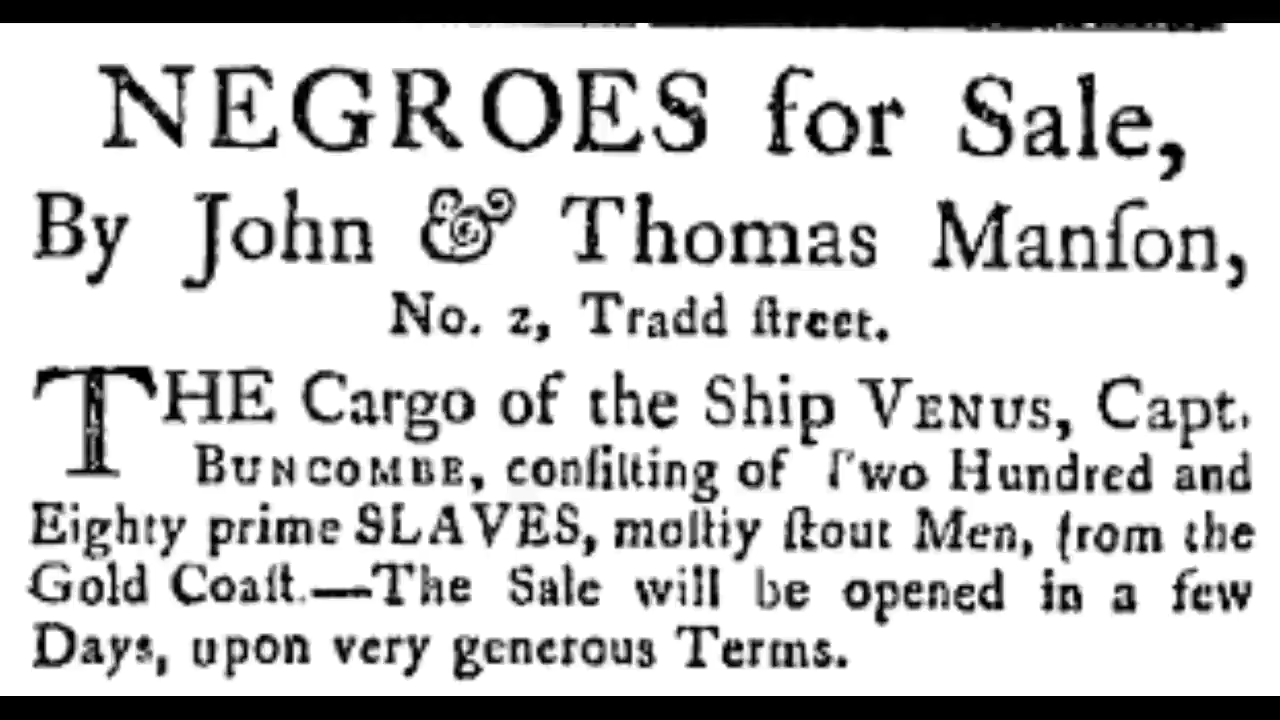 NEGROES for Sale,
By John & Thomas Manſon,
No. 2, Tradd ſtreet.
THE Cargo of the Ship VENUS, Capt.
BUNCOMBE, conſiſting of Two Hundred and
Eighty prime SLAVES, moſtly ſtout Men, from the
Gold Coaſt.—The Sale will be opened in a few
Days, upon very generous Terms.